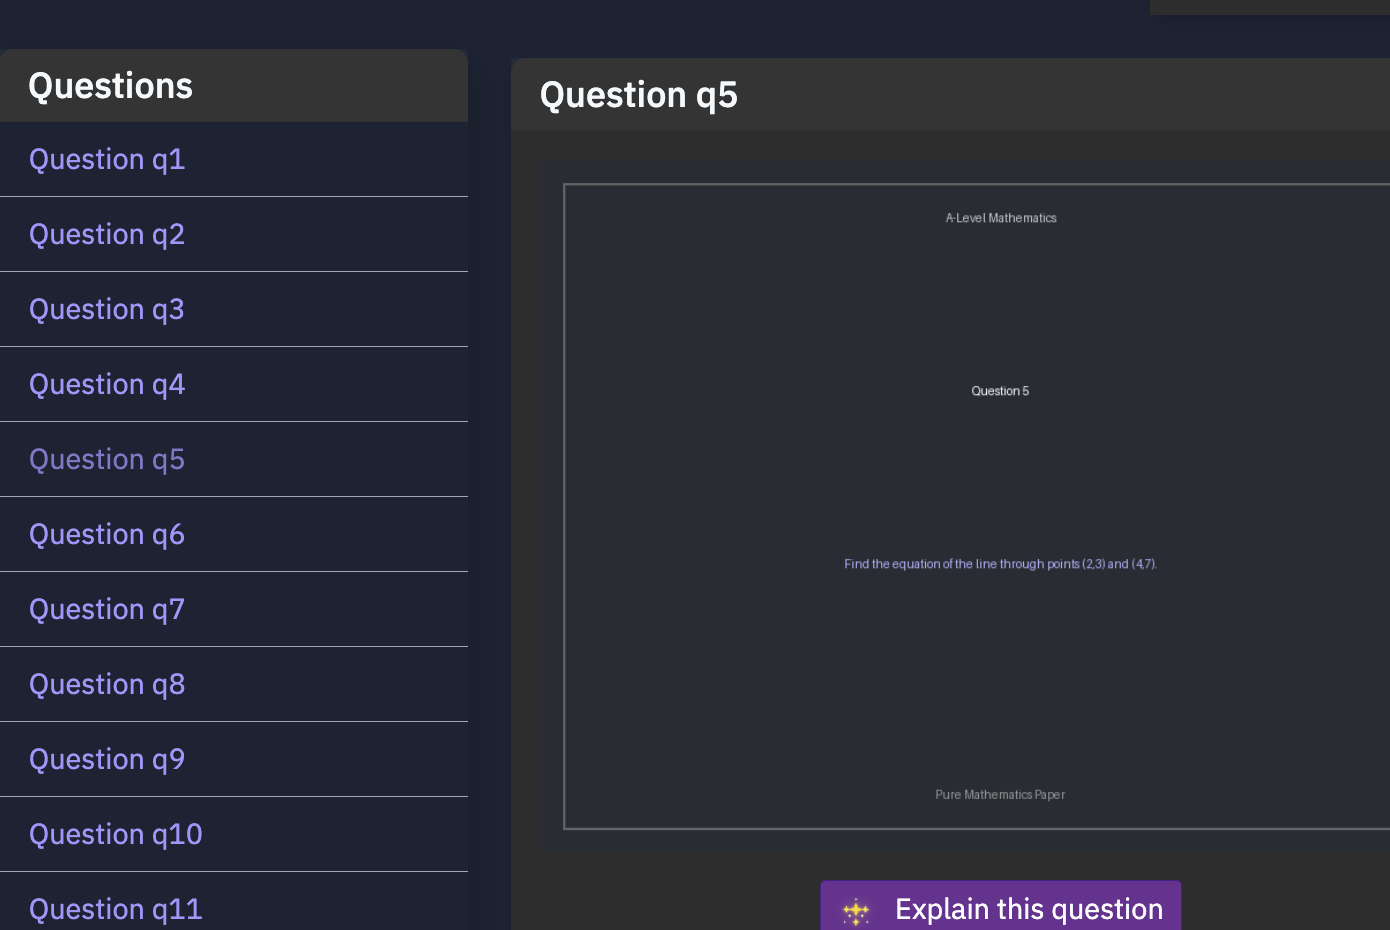 Questions
Question q1
Question q2
Question q3
Question q4
Question q5
Question q6
Question q7
Question q8
Question q9
Question q10
Question q11
Question q5
A-Level Mathematics
Question 5
Find the equation of the line through points (2,3) and (4,7).
Pure Mathematics Paper
Explain this question